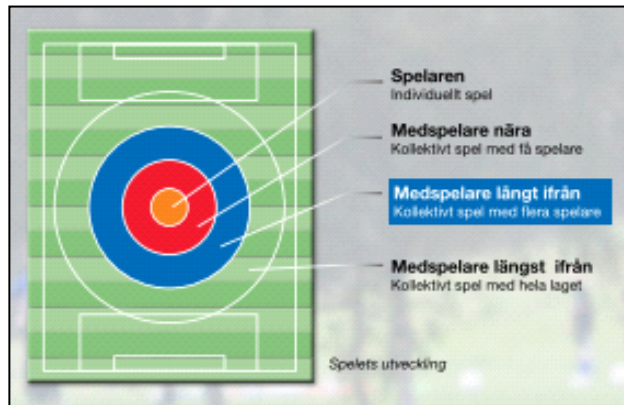 Spelaren
Individuellt spel
Medspelare nära
Kollektivt spel med få spelare
Medspelare långt ifrån
Kollektivt spel med flera spelare
Medspelare längst ifrån
Kollektivt spel med hela laget
Spelets utveckling